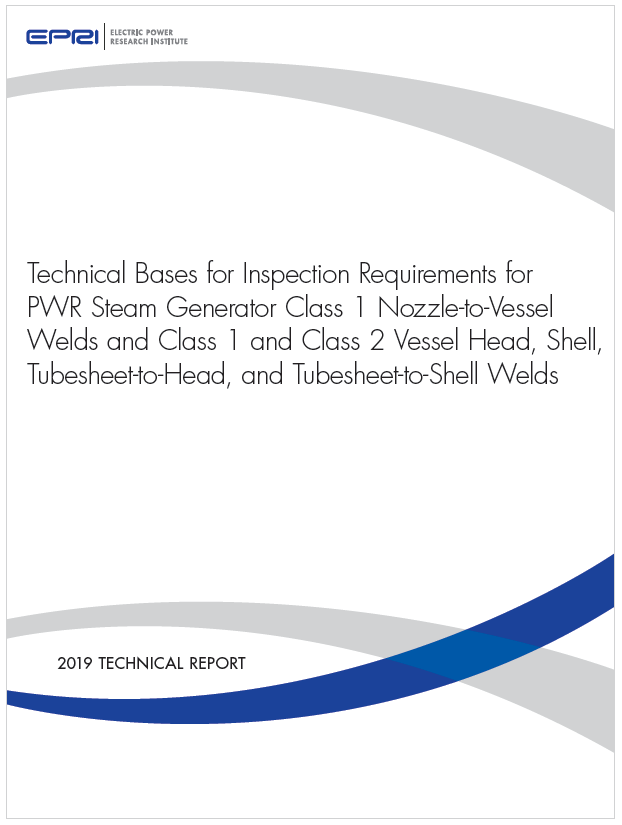 EPRI
ELECTRIC POWER
RESEARCH INSTITUTE
Technical Bases for Inspection Requirements for
PWR Steam Generator Class 1 Nozzle-to-Vessel
Welds and Class 1 and Class 2 Vessel Head, Shell,
Tubesheet-to-Head, and Tubesheet-to-Shell Welds
2019 TECHNICAL REPORT